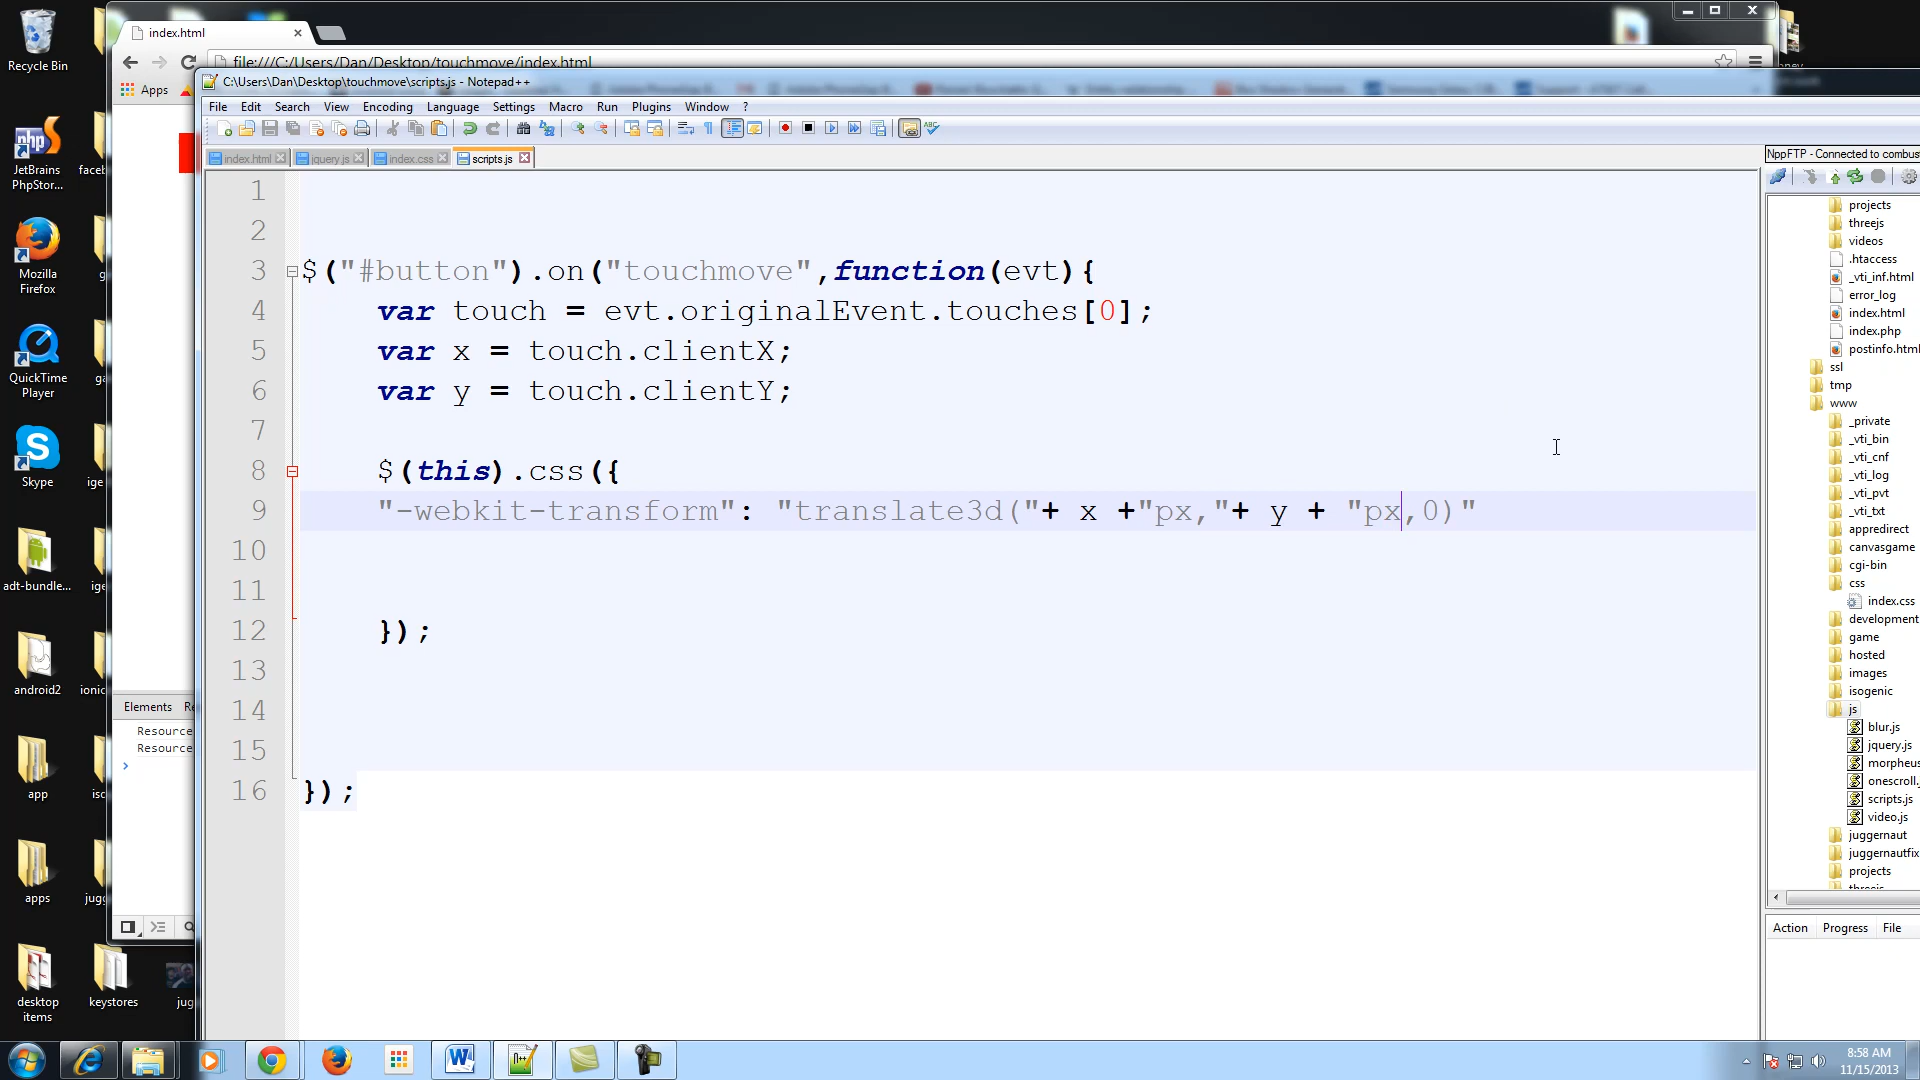 Recycle Bin
JetBrains
PhpStor...
Mozilla
Firefox
QuickTime
Player
Skype
adt-bundle...
android2
app
apps
desktop
items
keystores
jug
index.html
file:///C:/Users/Dan/Desktop/touchmove/index.html
Apps
C:\Users\Dan\Desktop\touchmove\scripts.js - Notepad++
File Edit Search View Encoding Language Settings Macro Run Plugins Window ?
index.html jquery.js index.css scripts.js
1
2
3 $("#button").on("touchmove",function(evt){
4 var touch = evt.originalEvent.touches[0];
5 var x = touch.clientX;
6 var y = touch.clientY;
7
8 $(this).css({
9 "-webkit-transform": "translate3d("+ x +"px,"+ y + "px,0)"
10
11
12 });
13
14
15
16 });
Elements Re
Resource
Resource
NppFTP - Connected to combus
projects
threejs
videos
.htaccess
_vti_inf.html
error_log
index.html
index.php
postinfo.html
ssl
tmp
www
_private
_vti_bin
_vti_cnf
_vti_log
_vti_pvt
_vti_txt
appredirect
canvasgame
cgi-bin
css
index.css
development
game
hosted
images
isogenic
js
blur.js
jquery.js
morpheus
onescroll.
scripts.js
video.js
juggernaut
juggernautfix
projects
Action Progress File
8:58 AM
11/15/2013